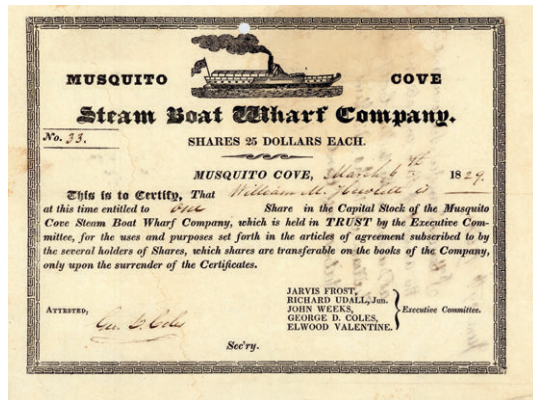 MUSQUITO COVE
Steam Boat Wharf Company.
No. 33.
SHARES 25 DOLLARS EACH.
MUSQUITO COVE, March 6th 1829.
This is to Certify, That William M. Hewlett is
at this time entitled to one Share in the Capital Stock of the Musquito
Cove Steam Boat Wharf Company, which is held in TRUST by the Executive Com-
mittee, for the uses and purposes set forth in the articles of agreement subscribed to by
the several holders of Shares, which shares are transferable on the books of the Company,
only upon the surrender of the Certificates.
JARVIS FROST,
RICHARD UDALL, Jun.
JOHN WEEKS,
GEORGE D. COLES,
ELWOOD VALENTINE.
Executive Committee.
ATTESTED,
Geo. D. Coles
Sec'ry.